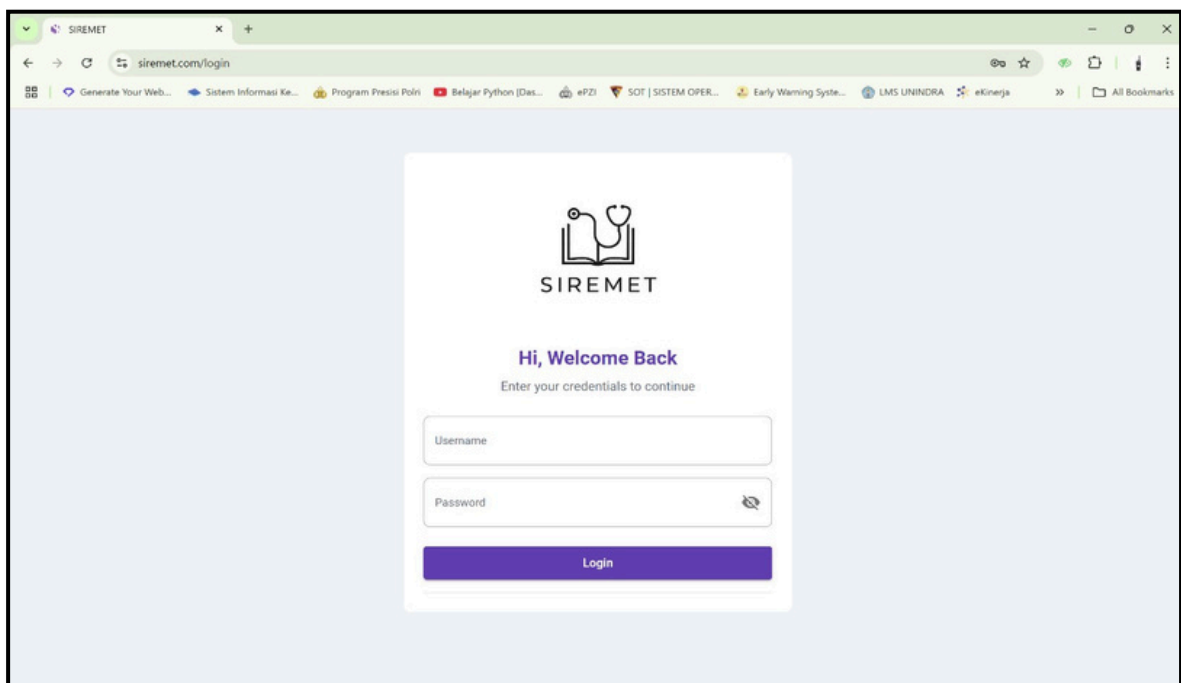 SIREMET
siremet.com/login
Generate Your Web... Sistem Informasi Ke... Program Presisi Polri Belajar Python [Das... ePZI SOT | SISTEM OPER... Early Warning Syste... LMS UNINDRA eKinerja All Bookmarks
SIREMET
Hi, Welcome Back
Enter your credentials to continue
Username
Password
Login